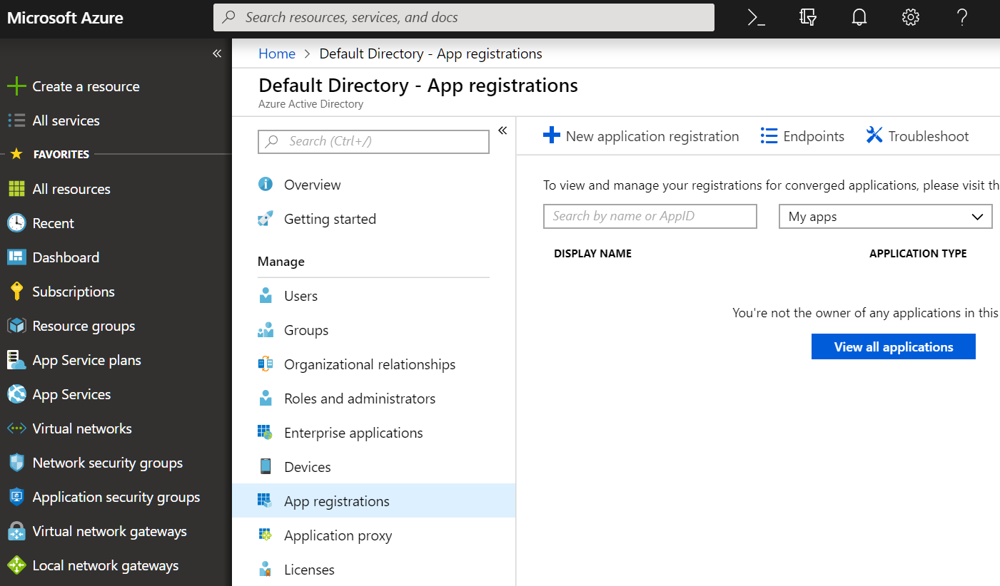 Microsoft Azure
Search resources, services, and docs
Create a resource
All services
FAVORITES
All resources
Recent
Dashboard
Subscriptions
Resource groups
App Service plans
App Services
Virtual networks
Network security groups
Application security groups
Virtual network gateways
Local network gateways
Home > Default Directory - App registrations
Default Directory - App registrations
Azure Active Directory
Search (Ctrl+/)
Overview
Getting started
Manage
Users
Groups
Organizational relationships
Roles and administrators
Enterprise applications
Devices
App registrations
Application proxy
Licenses
New application registration Endpoints Troubleshoot
To view and manage your registrations for converged applications, please visit th
Search by name or AppID My apps
DISPLAY NAME APPLICATION TYPE
You're not the owner of any applications in this
View all applications